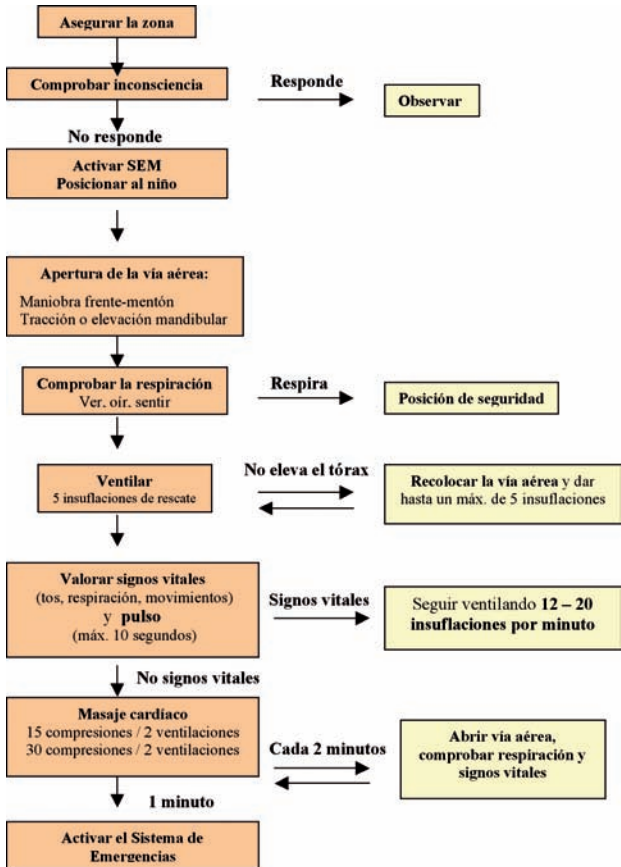 Asegurar la zona
Comprobar inconsciencia
Responde
Observar
No responde
Activar SEM
Posicionar al niño
Apertura de la vía aérea:
Maniobra frente-mentón
Tracción o elevación mandibular
Comprobar la respiración
Ver. oír. sentir
Respira
Posición de seguridad
Ventilar
5 insuflaciones de rescate
No eleva el tórax
Recolocar la vía aérea y dar
hasta un máx. de 5 insuflaciones
Valorar signos vitales
(tos, respiración, movimientos)
y pulso
(máx. 10 segundos)
Signos vitales
Seguir ventilando 12 – 20
insuflaciones por minuto
No signos vitales
Masaje cardíaco
15 compresiones / 2 ventilaciones
30 compresiones / 2 ventilaciones
Cada 2 minutos
Abrir vía aérea,
comprobar respiración y
signos vitales
1 minuto
Activar el Sistema de
Emergencias